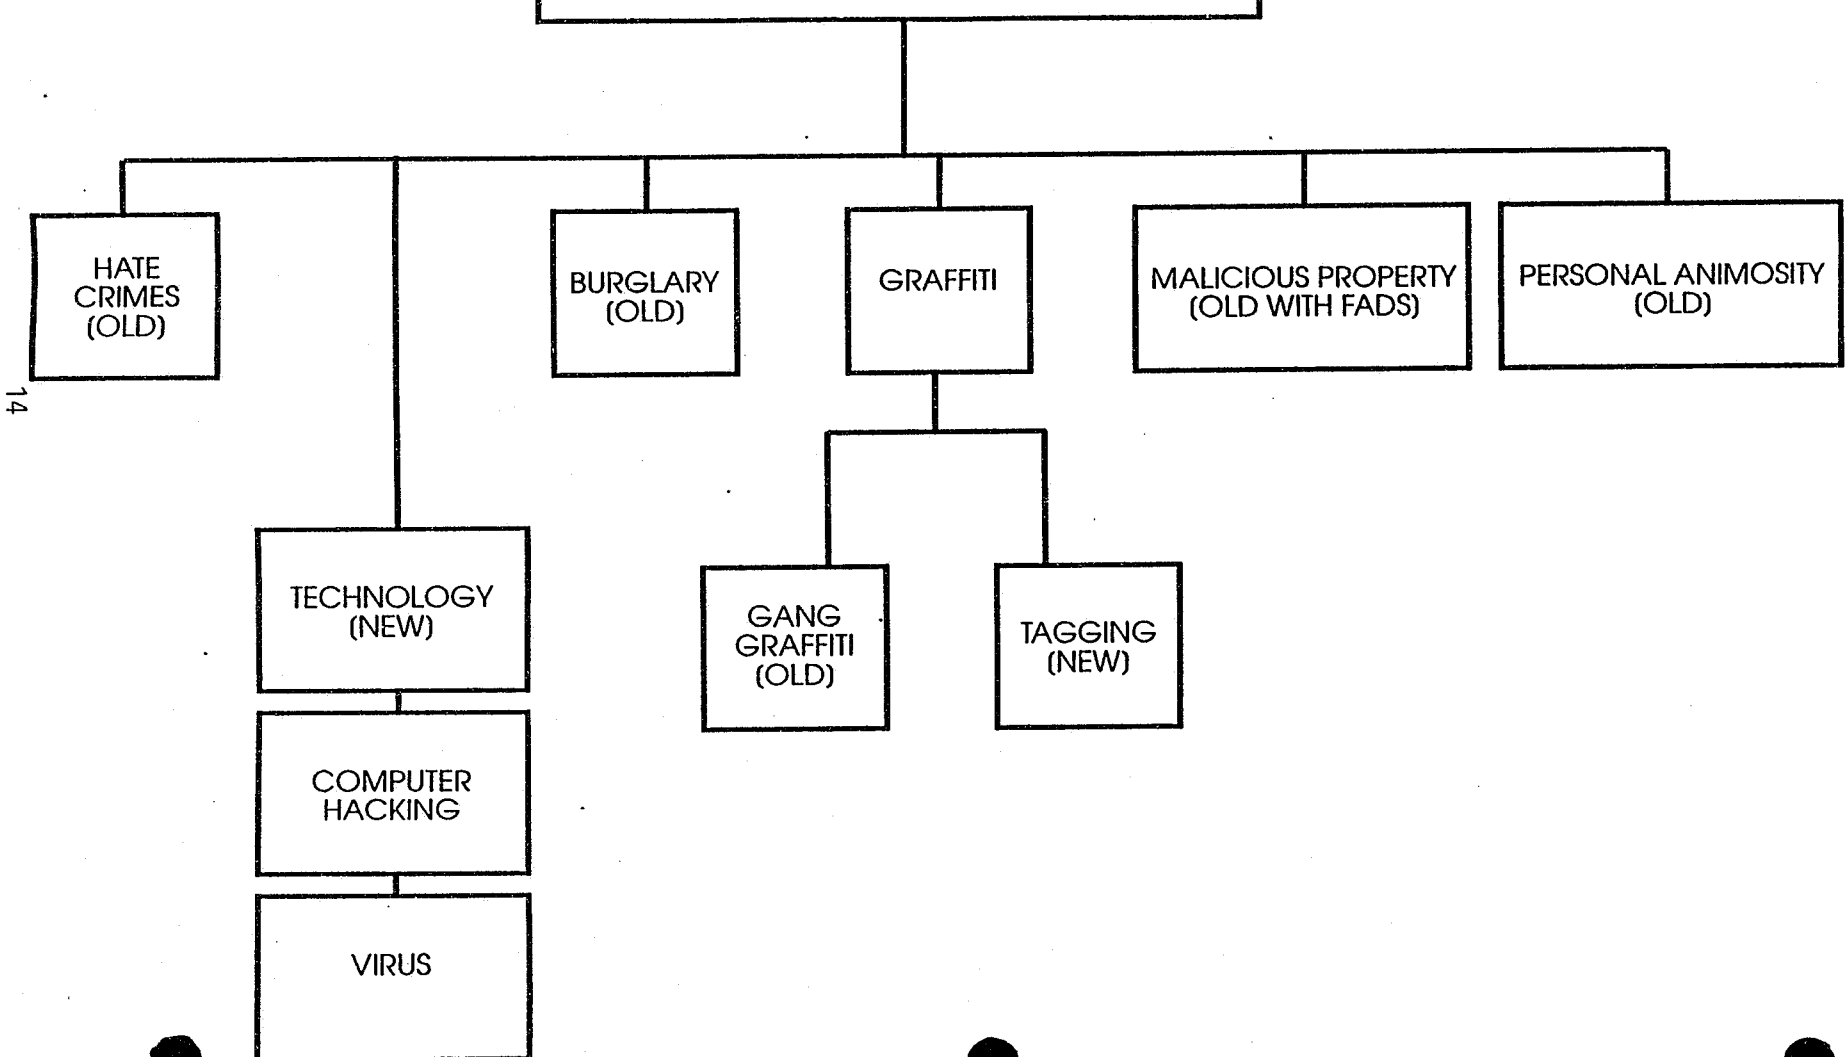 HATE
CRIMES
(OLD)
BURGLARY
(OLD)
GRAFFITI
MALICIOUS PROPERTY
(OLD WITH FADS)
PERSONAL ANIMOSITY
(OLD)
14
TECHNOLOGY
(NEW)
GANG
GRAFFITI
(OLD)
TAGGING
(NEW)
COMPUTER
HACKING
VIRUS